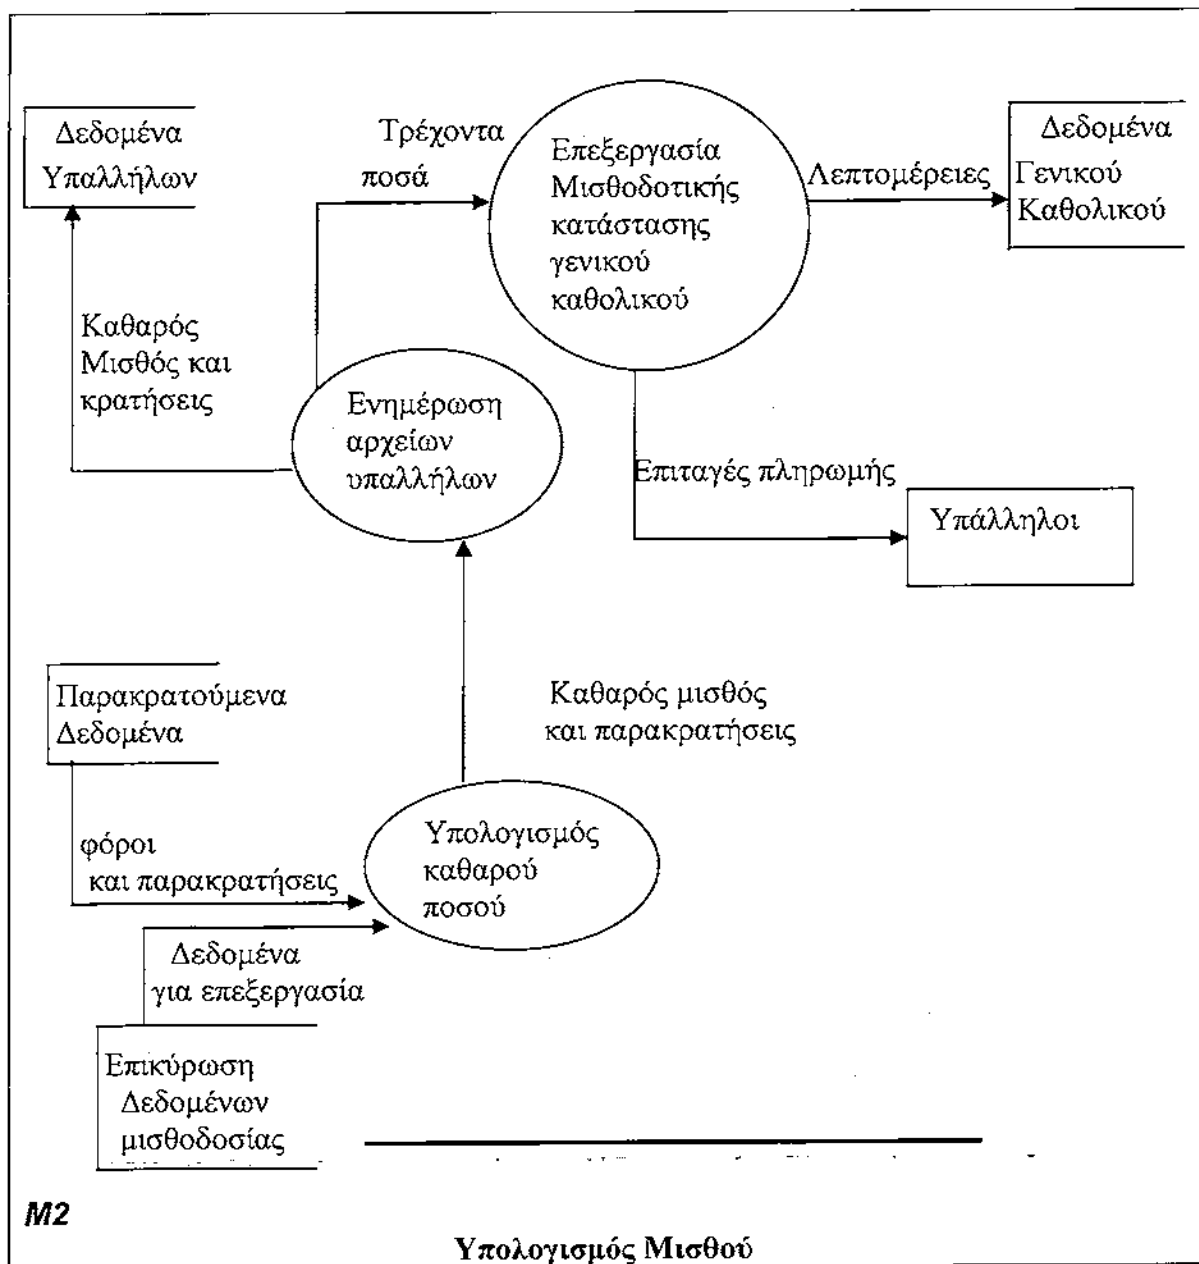 Δεδομένα
Υπαλλήλων
Τρέχοντα
ποσά
Επεξεργασία
Μισθοδοτικής
κατάστασης
γενικού
καθολικού
Λεπτομέρειες
Δεδομένα
Γενικού
Καθολικού
Καθαρός
Μισθός και
κρατήσεις
Ενημέρωση
αρχείων
υπαλλήλων
Επιταγές πληρωμής
Υπάλληλοι
Παρακρατούμενα
Δεδομένα
Καθαρός μισθός
και παρακρατήσεις
φόροι
και παρακρατήσεις
Υπολογισμός
καθαρού
ποσού
Δεδομένα
για επεξεργασία
Επικύρωση
Δεδομένων
μισθοδοσίας
M2
Υπολογισμός Μισθού